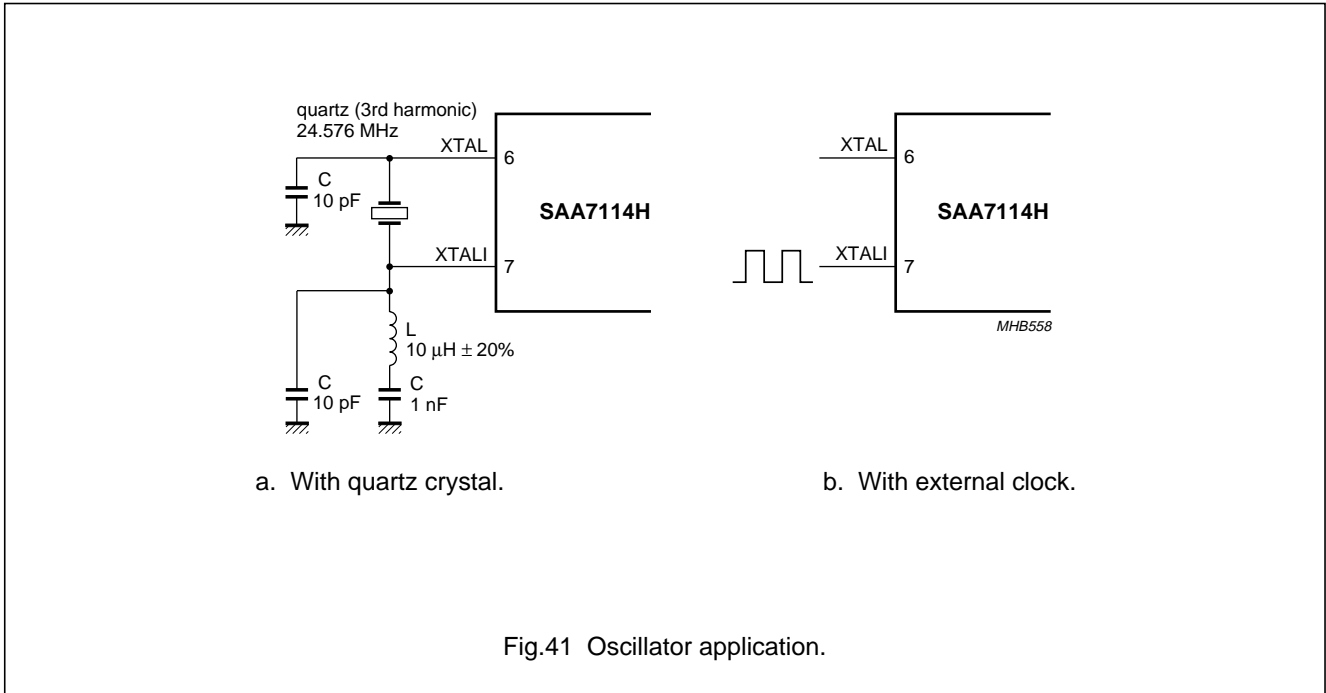 quartz (3rd harmonic)
24.576 MHz
XTAL
6
C
10 pF
SAA7114H
XTALI
7
L
10 μH ± 20%
C
10 pF
C
1 nF
a. With quartz crystal.
XTAL
6
SAA7114H
XTALI
7
MHB558
b. With external clock.
Fig.41 Oscillator application.